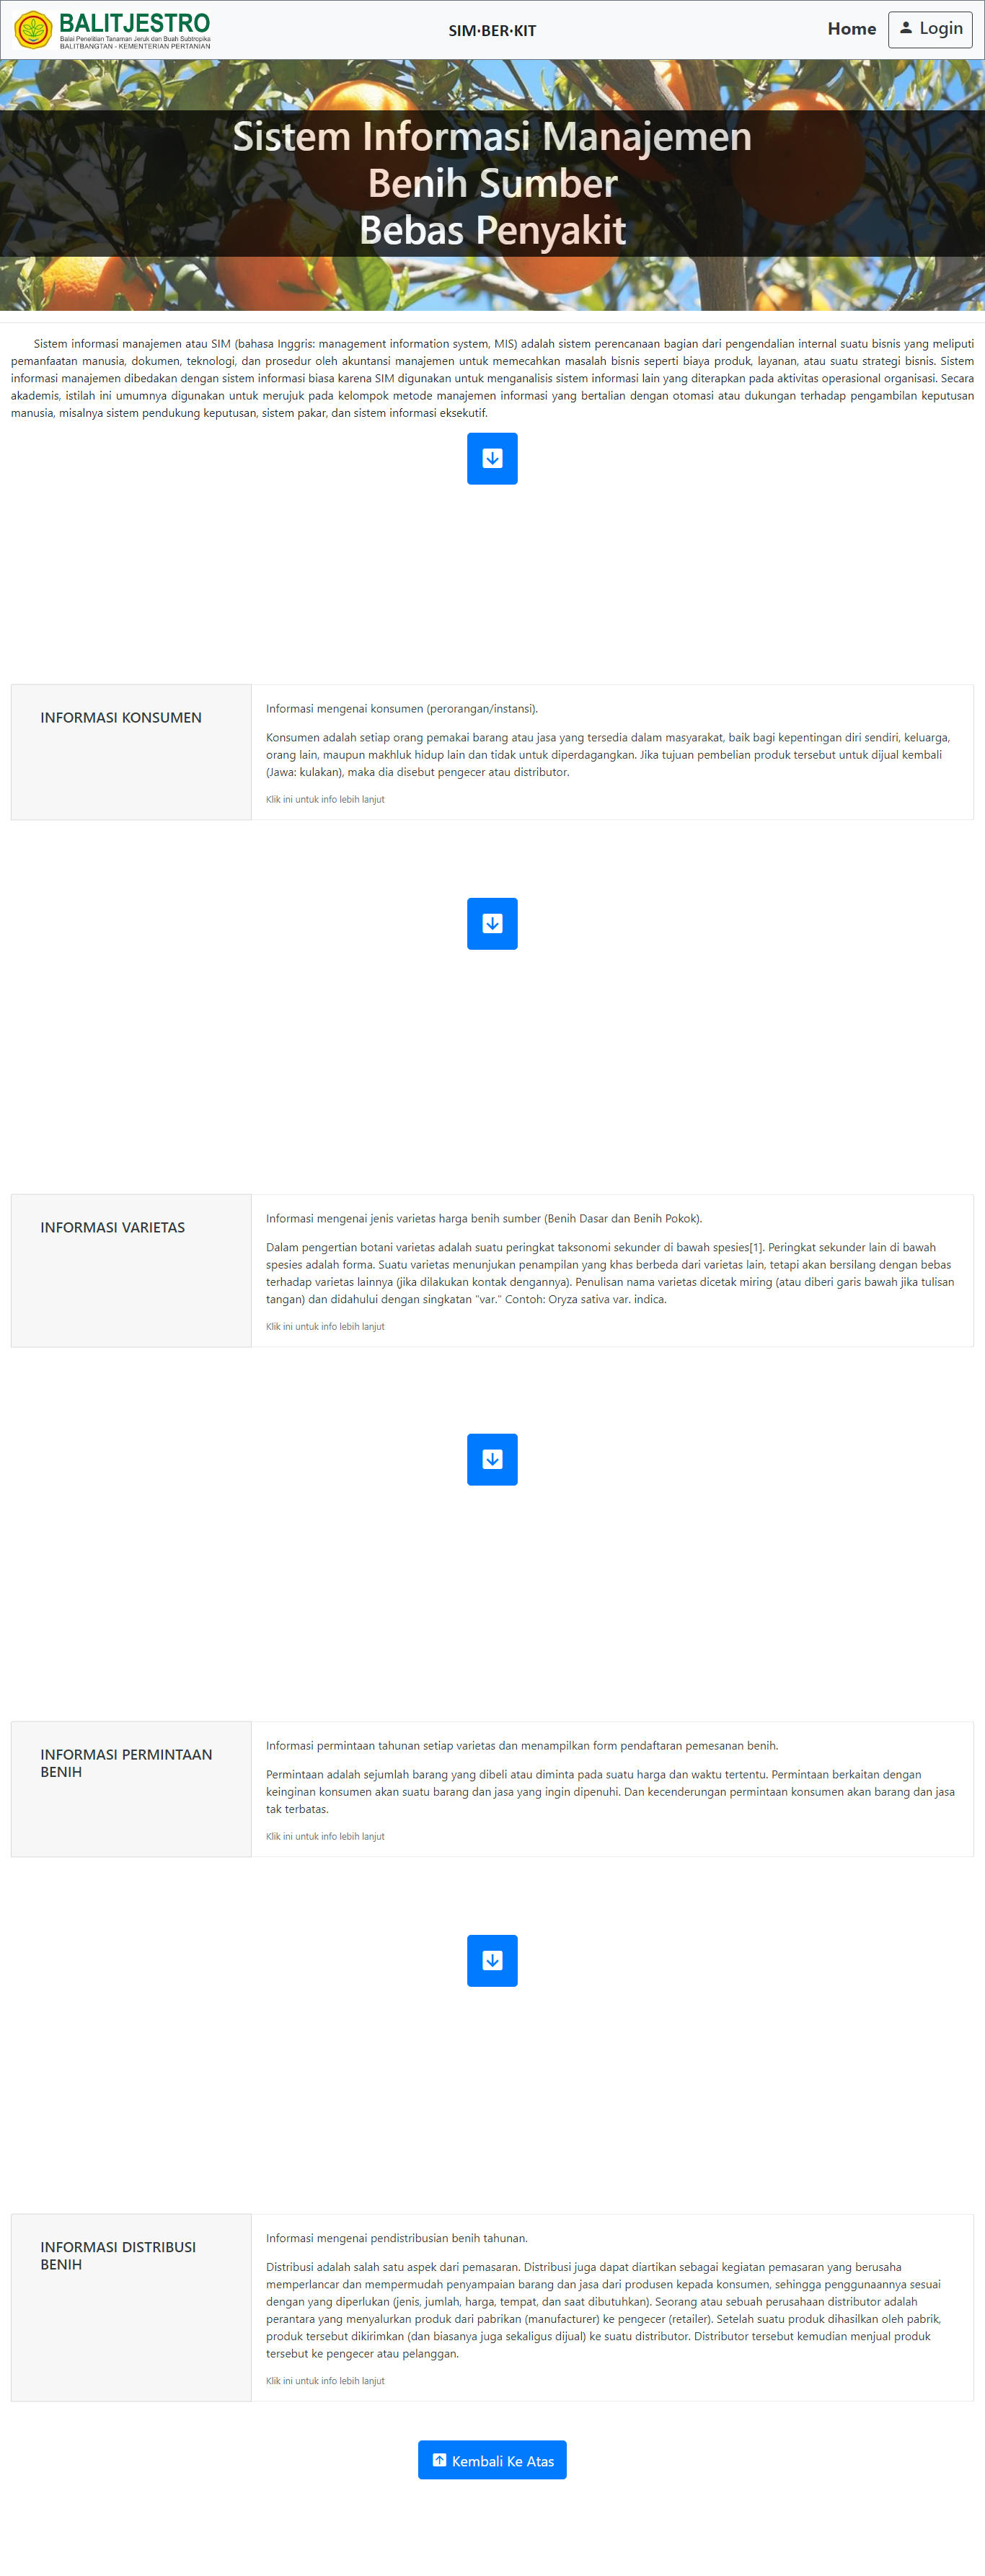 BALITJESTRO
Balai Penelitian Tanaman Jeruk dan Buah Subtropika
BALITBANGTAN - KEMENTERIAN PERTANIAN
SIM·BER·KIT
Home
Login
Sistem Informasi Manajemen
Benih Sumber
Bebas Penyakit
Sistem informasi manajemen atau SIM (bahasa Inggris: management information system, MIS) adalah sistem perencanaan bagian dari pengendalian internal suatu bisnis yang meliputi
pemanfaatan manusia, dokumen, teknologi, dan prosedur oleh akuntansi manajemen untuk memecahkan masalah bisnis seperti biaya produk, layanan, atau suatu strategi bisnis. Sistem
informasi manajemen dibedakan dengan sistem informasi biasa karena SIM digunakan untuk menganalisis sistem informasi lain yang diterapkan pada aktivitas operasional organisasi. Secara
akademis, istilah ini umumnya digunakan untuk merujuk pada kelompok metode manajemen informasi yang bertalian dengan otomasi atau dukungan terhadap pengambilan keputusan
manusia, misalnya sistem pendukung keputusan, sistem pakar, dan sistem informasi eksekutif.
INFORMASI KONSUMEN
Informasi mengenai konsumen (perorangan/instansi).
Konsumen adalah setiap orang pemakai barang atau jasa yang tersedia dalam masyarakat, baik bagi kepentingan diri sendiri, keluarga,
orang lain, maupun makhluk hidup lain dan tidak untuk diperdagangkan. Jika tujuan pembelian produk tersebut untuk dijual kembali
(Jawa: kulakan), maka dia disebut pengecer atau distributor.
Klik ini untuk info lebih lanjut
INFORMASI VARIETAS
Informasi mengenai jenis varietas harga benih sumber (Benih Dasar dan Benih Pokok).
Dalam pengertian botani varietas adalah suatu peringkat taksonomi sekunder di bawah spesies[1]. Peringkat sekunder lain di bawah
spesies adalah forma. Suatu varietas menunjukan penampilan yang khas berbeda dari varietas lain, tetapi akan bersilang dengan bebas
terhadap varietas lainnya (jika dilakukan kontak dengannya). Penulisan nama varietas dicetak miring (atau diberi garis bawah jika tulisan
tangan) dan didahului dengan singkatan "var." Contoh: Oryza sativa var. indica.
Klik ini untuk info lebih lanjut
INFORMASI PERMINTAAN
BENIH
Informasi permintaan tahunan setiap varietas dan menampilkan form pendaftaran pemesanan benih.
Permintaan adalah sejumlah barang yang dibeli atau diminta pada suatu harga dan waktu tertentu. Permintaan berkaitan dengan
keinginan konsumen akan suatu barang dan jasa yang ingin dipenuhi. Dan kecenderungan permintaan konsumen akan barang dan jasa
tak terbatas.
Klik ini untuk info lebih lanjut
INFORMASI DISTRIBUSI
BENIH
Informasi mengenai pendistribusian benih tahunan.
Distribusi adalah salah satu aspek dari pemasaran. Distribusi juga dapat diartikan sebagai kegiatan pemasaran yang berusaha
memperlancar dan mempermudah penyampaian barang dan jasa dari produsen kepada konsumen, sehingga penggunaannya sesuai
dengan yang diperlukan (jenis, jumlah, harga, tempat, dan saat dibutuhkan). Seorang atau sebuah perusahaan distributor adalah
perantara yang menyalurkan produk dari pabrikan (manufacturer) ke pengecer (retailer). Setelah suatu produk dihasilkan oleh pabrik,
produk tersebut dikirimkan (dan biasanya juga sekaligus dijual) ke suatu distributor. Distributor tersebut kemudian menjual produk
tersebut ke pengecer atau pelanggan.
Klik ini untuk info lebih lanjut
Kembali Ke Atas